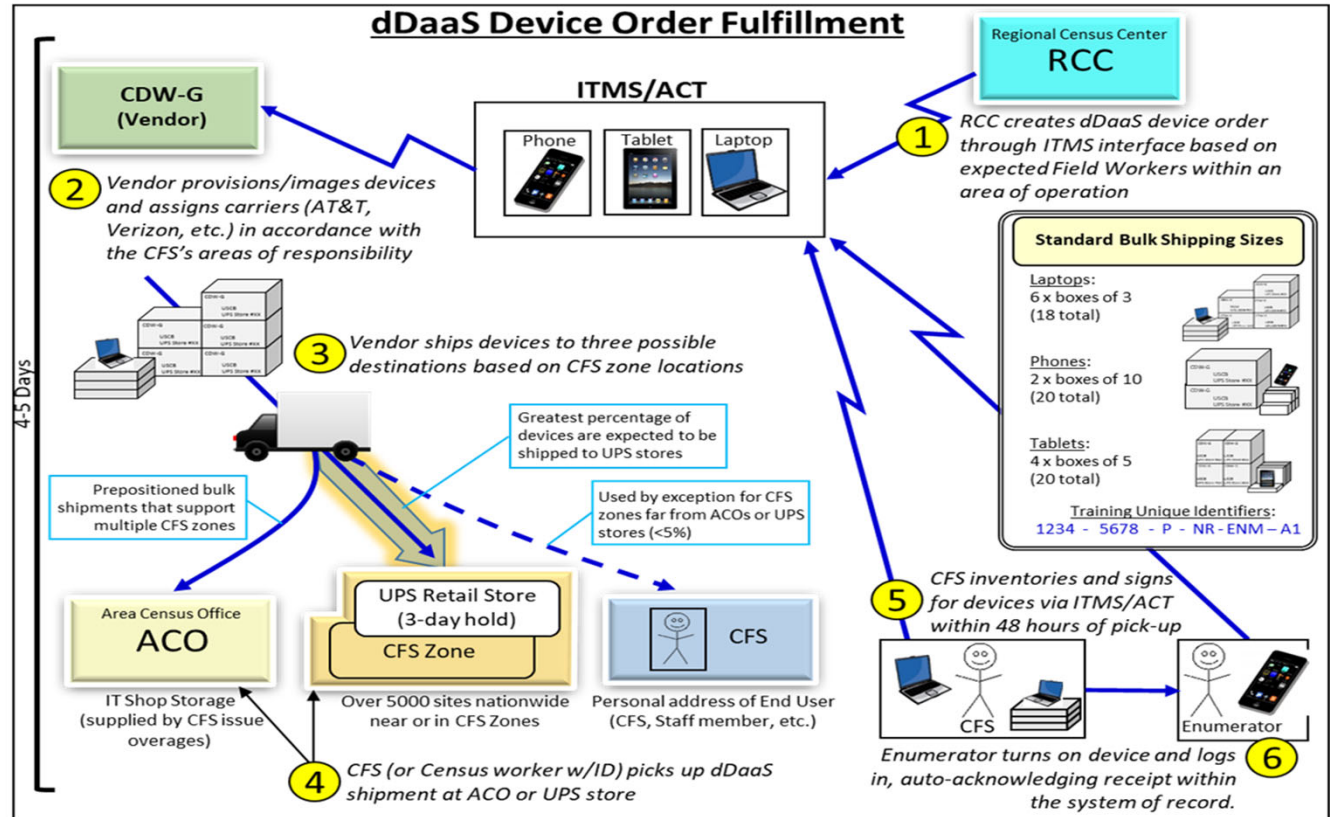 dDaaS Device Order Fulfillment
4-5 Days
CDW-G
(Vendor)
ITMS/ACT
Phone
Tablet
Laptop
Regional Census Center
RCC
1
RCC creates dDaaS device order
through ITMS interface based on
expected Field Workers within an
area of operation
2
Vendor provisions/images devices
and assigns carriers (AT&T,
Verizon, etc.) in accordance with
the CFS's areas of responsibility
3
Vendor ships devices to three possible
destinations based on CFS zone locations
Greatest percentage of
devices are expected to be
shipped to UPS stores
Prepositioned bulk
shipments that support
multiple CFS zones
Used by exception for CFS
zones far from ACOs or UPS
stores (<5%)
Standard Bulk Shipping Sizes
Laptops:
6 x boxes of 3
(18 total)
Phones:
2 x boxes of 10
(20 total)
Tablets:
4 x boxes of 5
(20 total)
Training Unique Identifiers:
1234 - 5678 - P - NR - ENM – A1
Area Census Office
ACO
IT Shop Storage
(supplied by CFS issue
overages)
UPS Retail Store
(3-day hold)
CFS Zone
Over 5000 sites nationwide
near or in CFS Zones
CFS
Personal address of End User
(CFS, Staff member, etc.)
4
CFS (or Census worker w/ID) picks up dDaaS
shipment at ACO or UPS store
5
CFS inventories and signs
for devices via ITMS/ACT
within 48 hours of pick-up
CFS
Enumerator
6
Enumerator turns on device and logs
in, auto-acknowledging receipt within
the system of record.